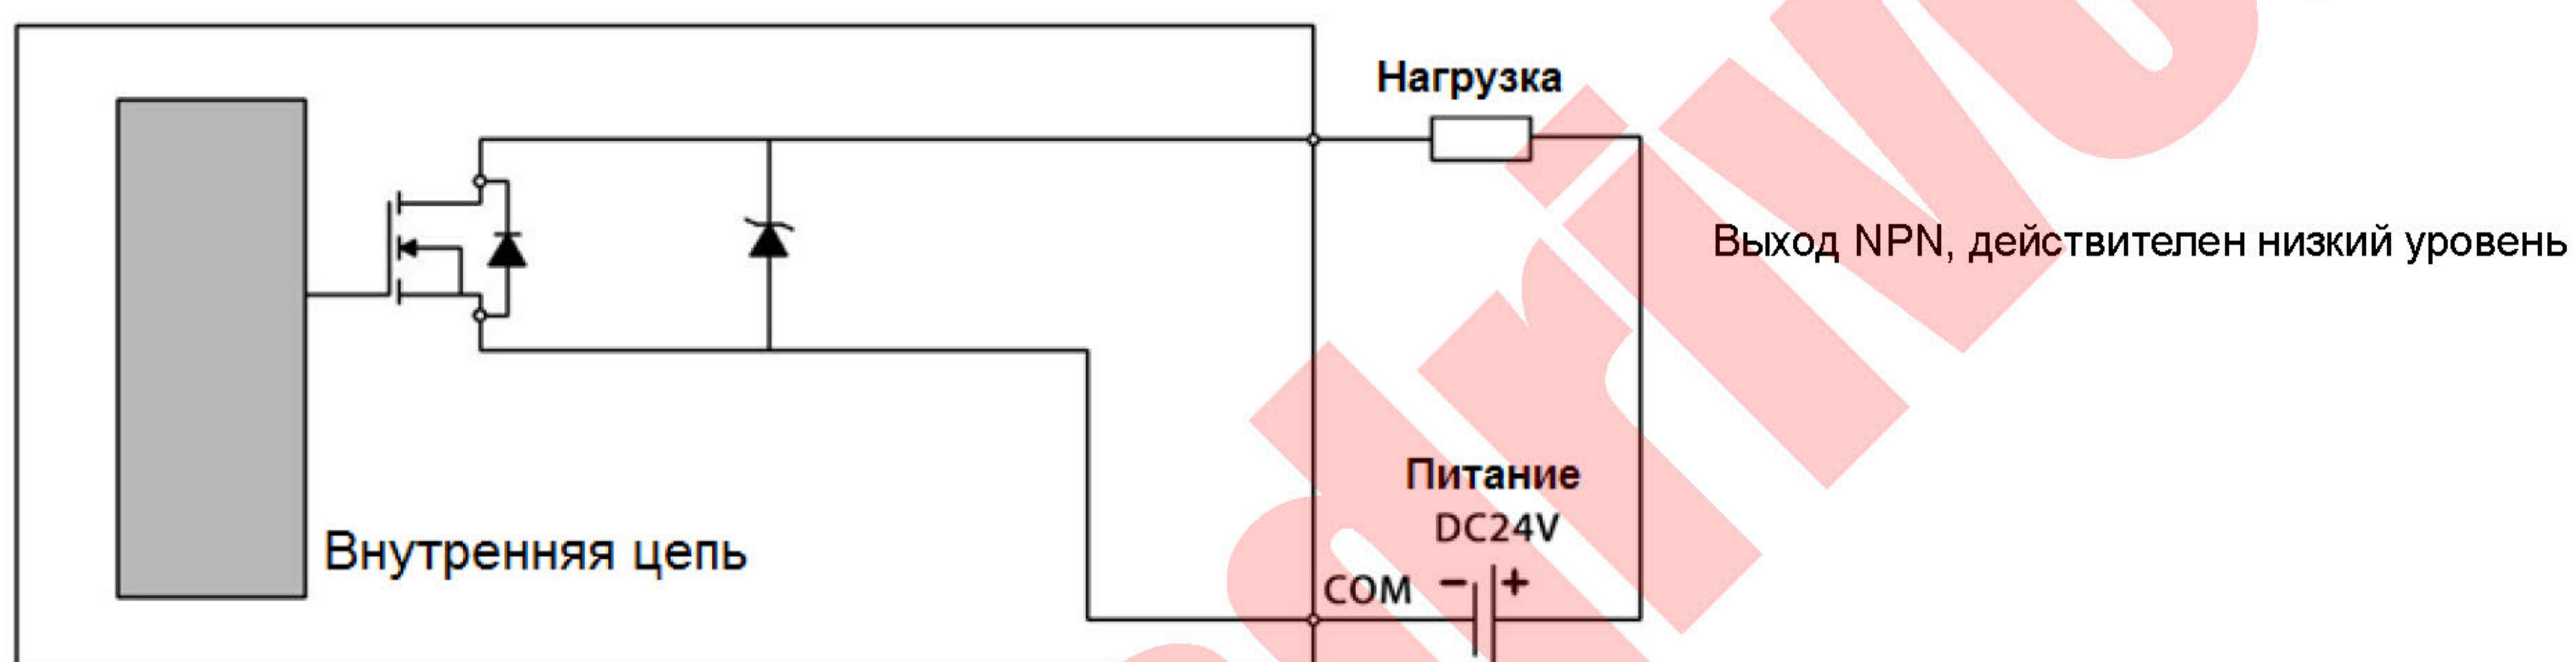 Нагрузка
Выход NPN, действителен низкий уровень
Питание
DC24V
Внутренняя цепь
COM − +